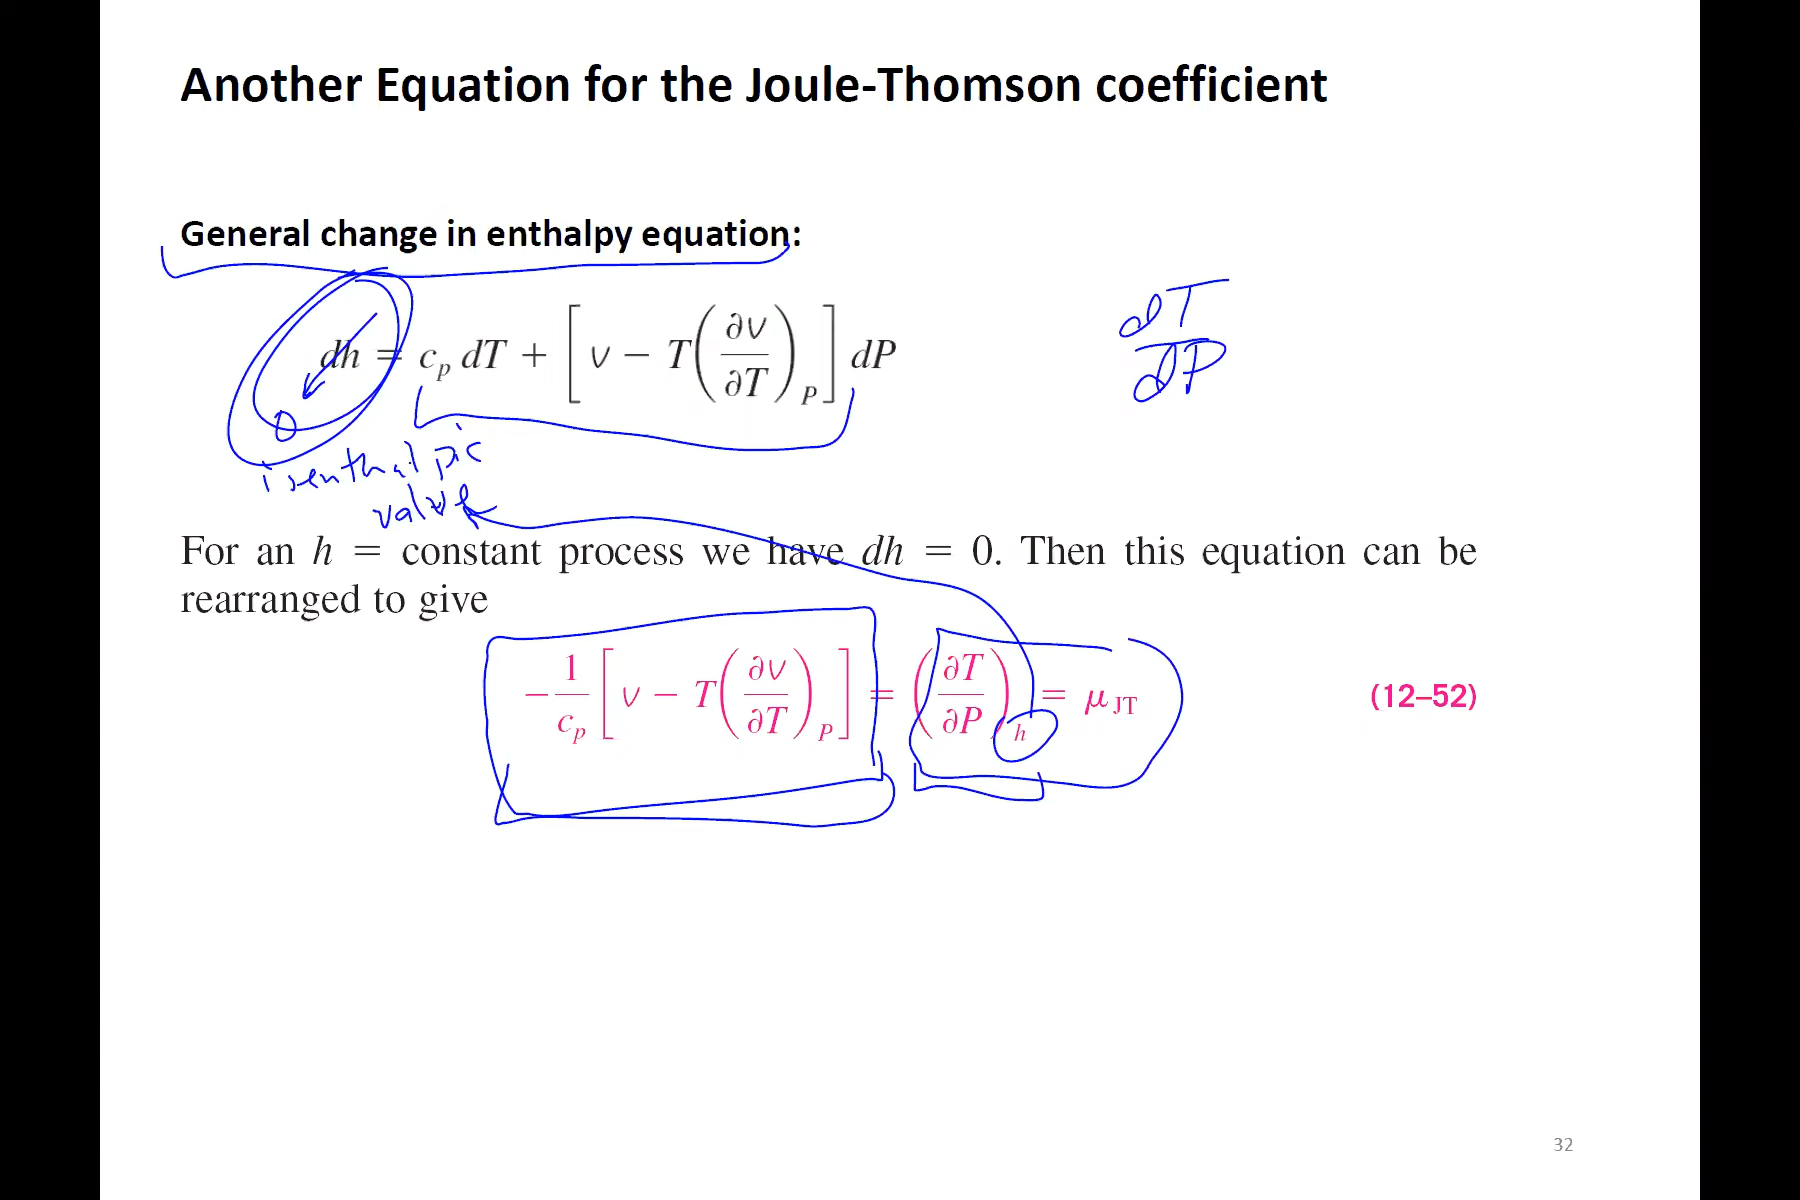 Another Equation for the Joule-Thomson coefficient
General change in enthalpy equation:
dh = c_p dT + [v − T(∂v/∂T)_P] dP
dT/dP
0
isenthalpic
valve
For an h = constant process we have dh = 0. Then this equation can be
rearranged to give
−1/c_p [v − T(∂v/∂T)_P] = (∂T/∂P)_h = μ_JT (12–52)
32